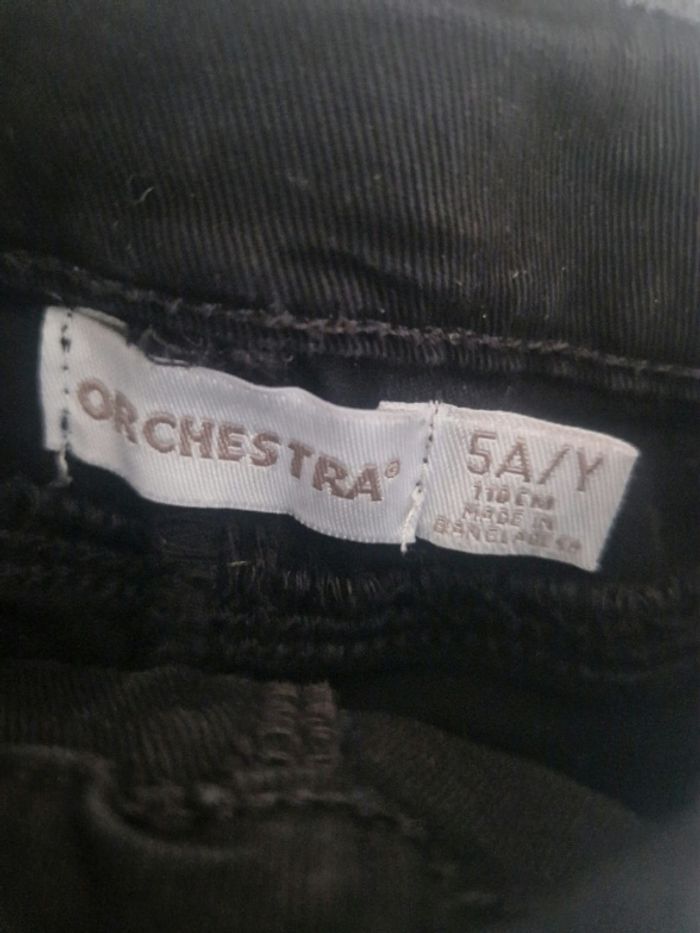 ORCHESTRA®
5A/Y
110 CM
MADE IN
BANGLADESH